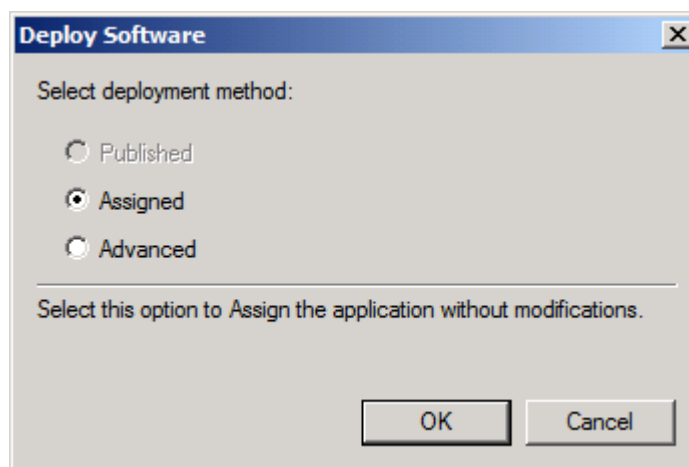 Deploy Software
Select deployment method:
Published
Assigned
Advanced
Select this option to Assign the application without modifications.
OK
Cancel